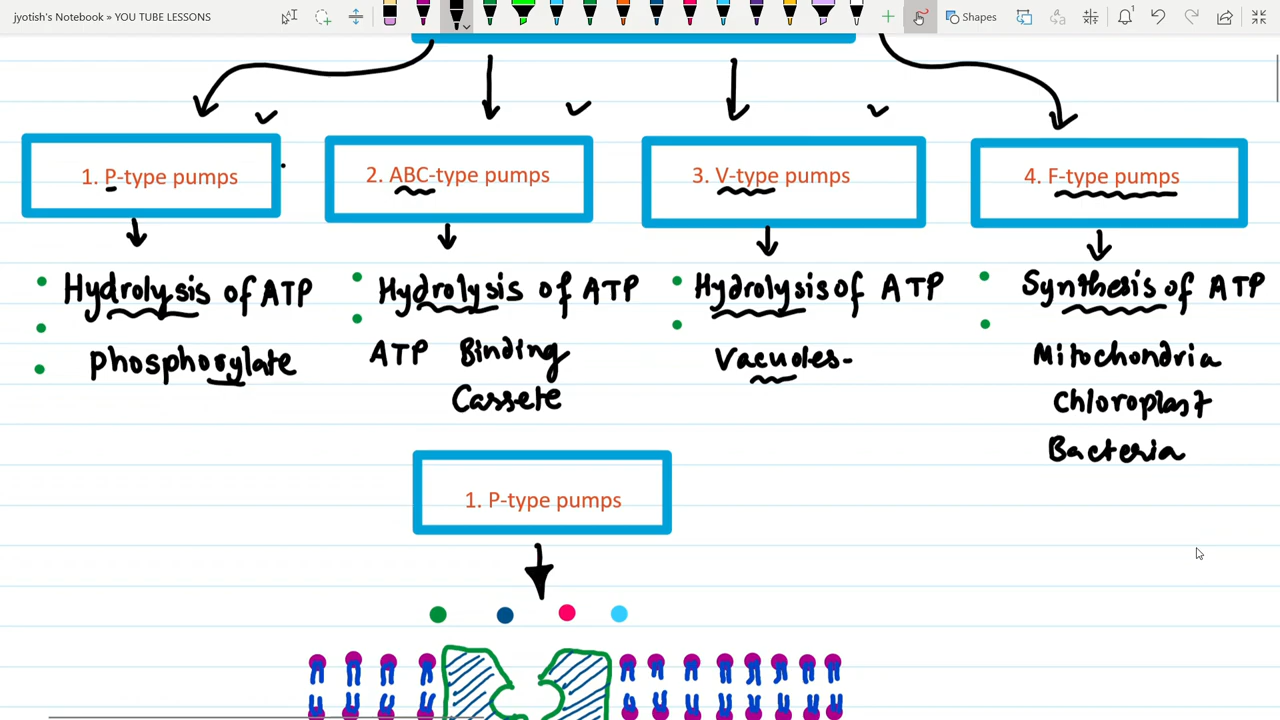 jyotish's Notebook » YOU TUBE LESSONS
Shapes
1. P-type pumps
2. ABC-type pumps
3. V-type pumps
4. F-type pumps
Hydrolysis of ATP
phosphorylate
Hydrolysis of ATP
ATP Binding
Cassete
Hydrolysis of ATP
Vacuoles-
Synthesis of ATP
Mitochondria
Chloroplast
Bacteria
1. P-type pumps